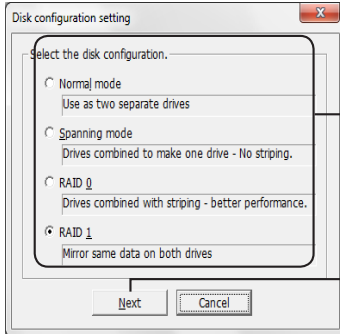 Disk configuration setting
Select the disk configuration.
Normal mode
Use as two separate drives
Spanning mode
Drives combined to make one drive - No striping.
RAID 0
Drives combined with striping - better performance.
RAID 1
Mirror same data on both drives
Next
Cancel